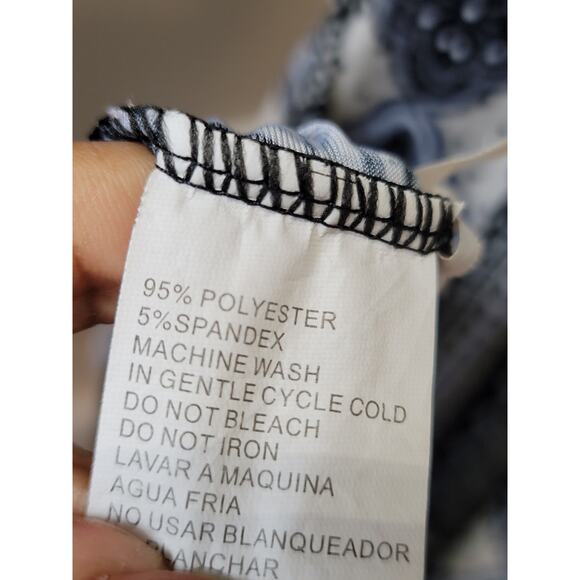 95% POLYESTER
5%SPANDEX
MACHINE WASH
IN GENTLE CYCLE COLD
DO NOT BLEACH
DO NOT IRON
LAVAR A MAQUINA
AGUA FRIA
NO USAR BLANQUEADOR
PLANCHAR